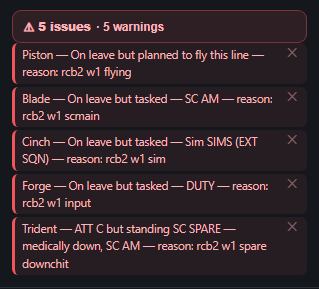 ⚠ 5 issues · 5 warnings
Piston — On leave but planned to fly this line —
reason: rcb2 w1 flying
Blade — On leave but tasked — SC AM — reason:
rcb2 w1 scmain
Cinch — On leave but tasked — Sim SIMS (EXT
SQN) — reason: rcb2 w1 sim
Forge — On leave but tasked — DUTY — reason:
rcb2 w1 input
Trident — ATT C but standing SC SPARE —
medically down, SC AM — reason: rcb2 w1 spare
downchit